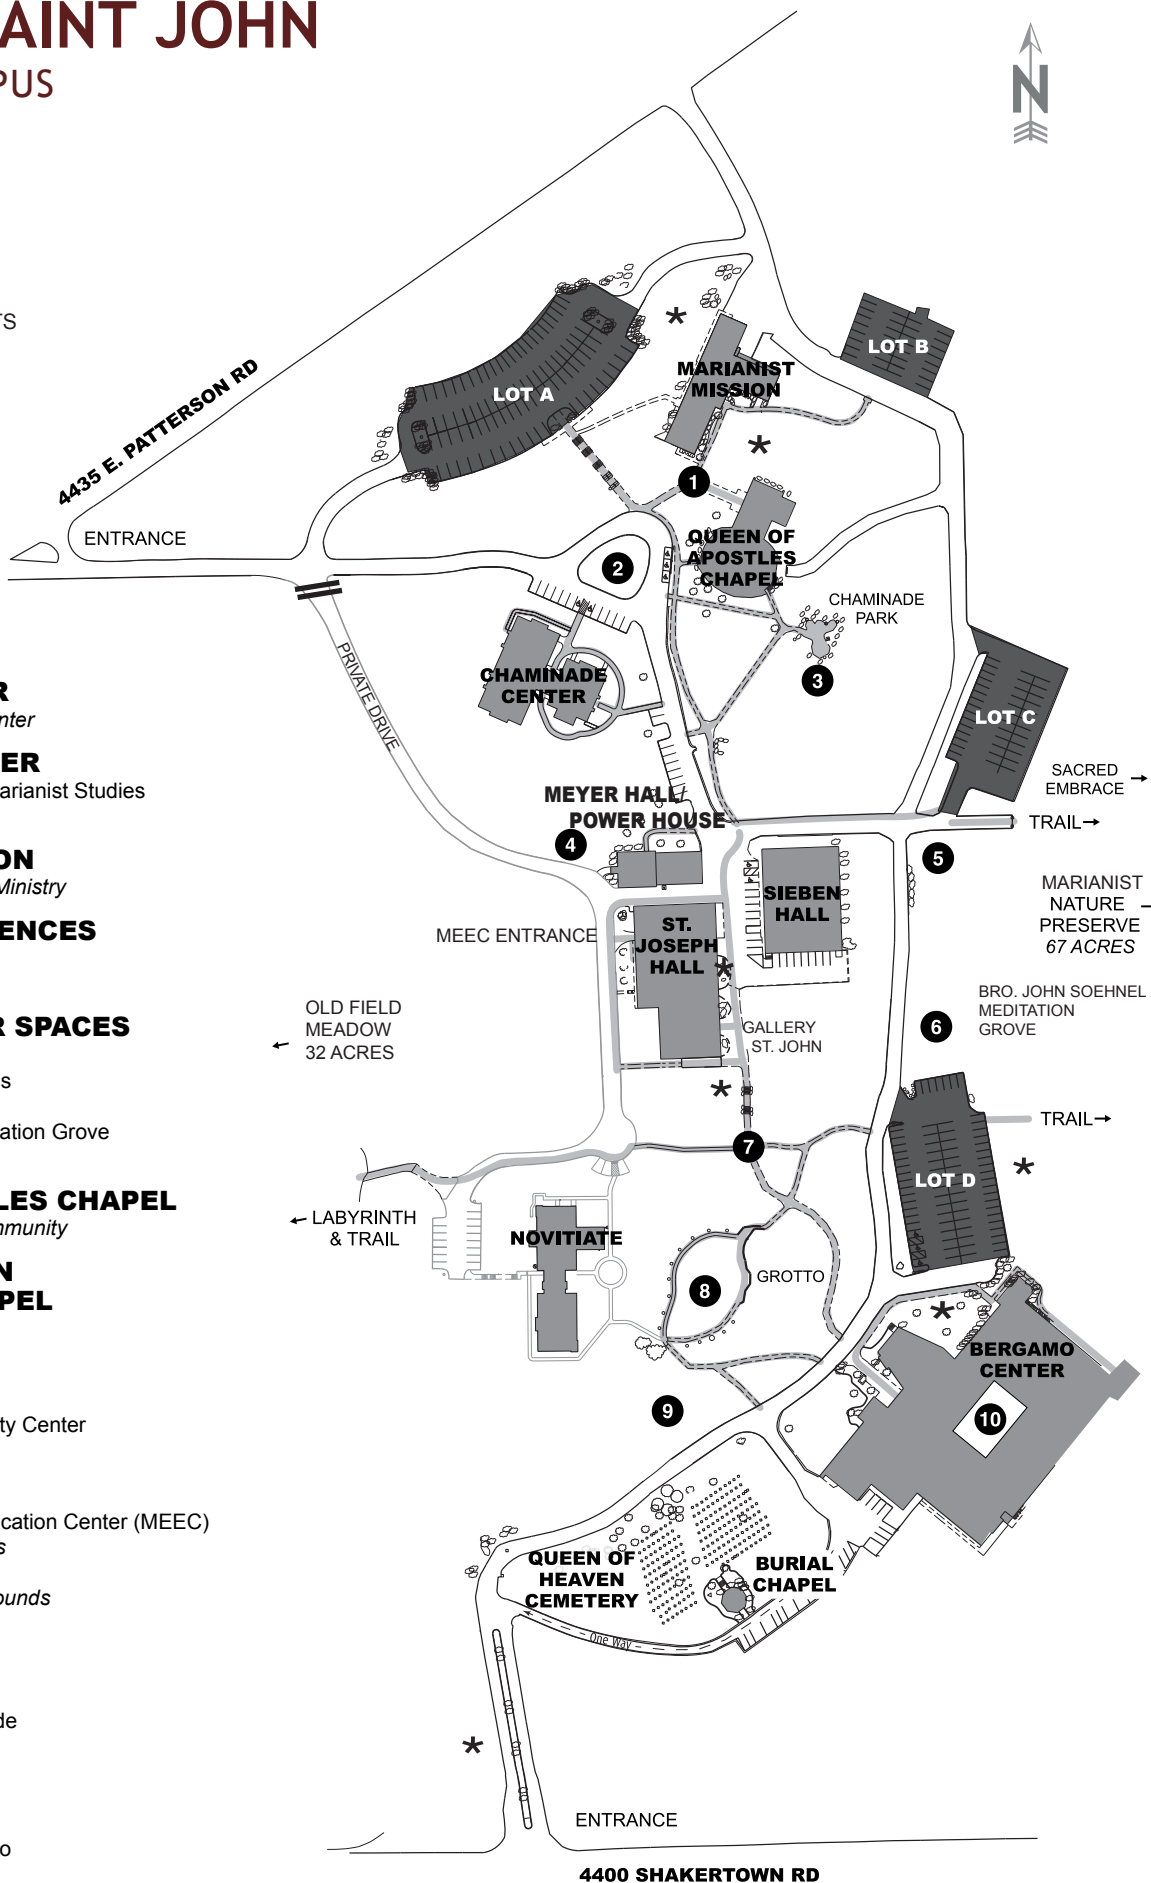 AINT JOHN
PUS
N
TS
LOT B
MARIANIST
MISSION
LOT A
4435 E. PATTERSON RD
1
ENTRANCE
QUEEN OF
APOSTLES
CHAPEL
2
CHAMINADE
PARK
PRIVATE DRIVE
CHAMINADE
CENTER
3
R
nter
LOT C
ER
arianist Studies
SACRED
EMBRACE
MEYER HALL/
POWER HOUSE
TRAIL
4
5
ON
Ministry
MARIANIST
NATURE
PRESERVE
67 ACRES
SIEBEN
HALL
ENCES
ST.
JOSEPH
HALL
MEEC ENTRANCE
BRO. JOHN SOEHNEL
MEDITATION
GROVE
6
OLD FIELD
MEADOW
32 ACRES
R SPACES
GALLERY
ST. JOHN
s
ation Grove
TRAIL
7
LOT D
LES CHAPEL
mmunity
LABYRINTH
& TRAIL
NOVITIATE
N
PEL
GROTTO
8
BERGAMO
CENTER
9
10
ty Center
cation Center (MEEC)
s
QUEEN OF
HEAVEN
CEMETERY
BURIAL
CHAPEL
ounds
One Way
de
ENTRANCE
o
4400 SHAKERTOWN RD